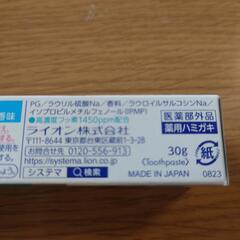 香味
PG／ラウリル硫酸Na／香料／ラウロイルサルコシンNa／
イソプロピルメチルフェノール(IPMP)
●高濃度フッ素1450ppm配合
ライオン株式会社
〒111-8644 東京都台東区蔵前1-3-28
お問合せ 0120-556-913
https://systema.lion.co.jp
システマ 検索
医薬部外品
薬用ハミガキ
30g
(Toothpaste)
紙
MADE IN JAPAN 0823